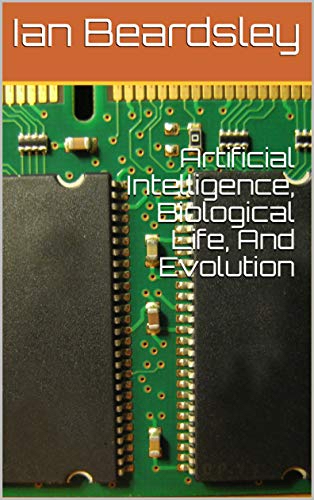 Ian Beardsley
Artificial
Intelligence,
Biological
Life, And
Evolution